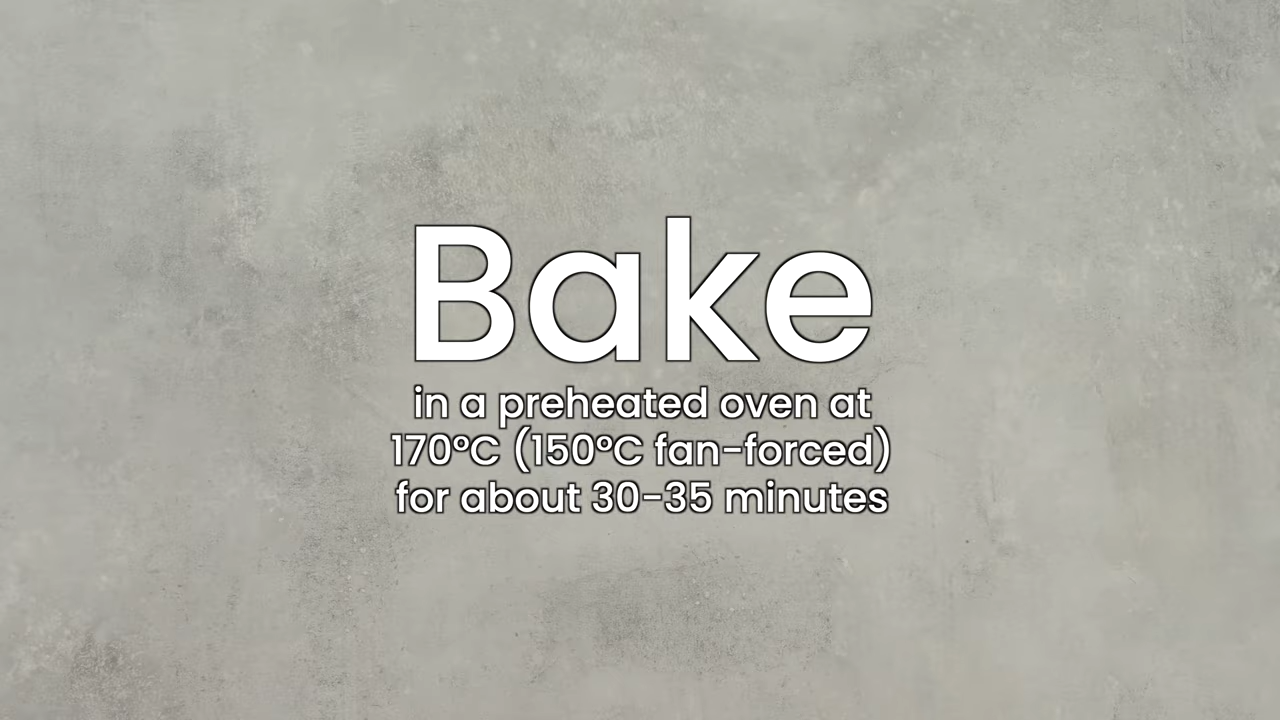 Bake
in a preheated oven at
170°C (150°C fan-forced)
for about 30–35 minutes